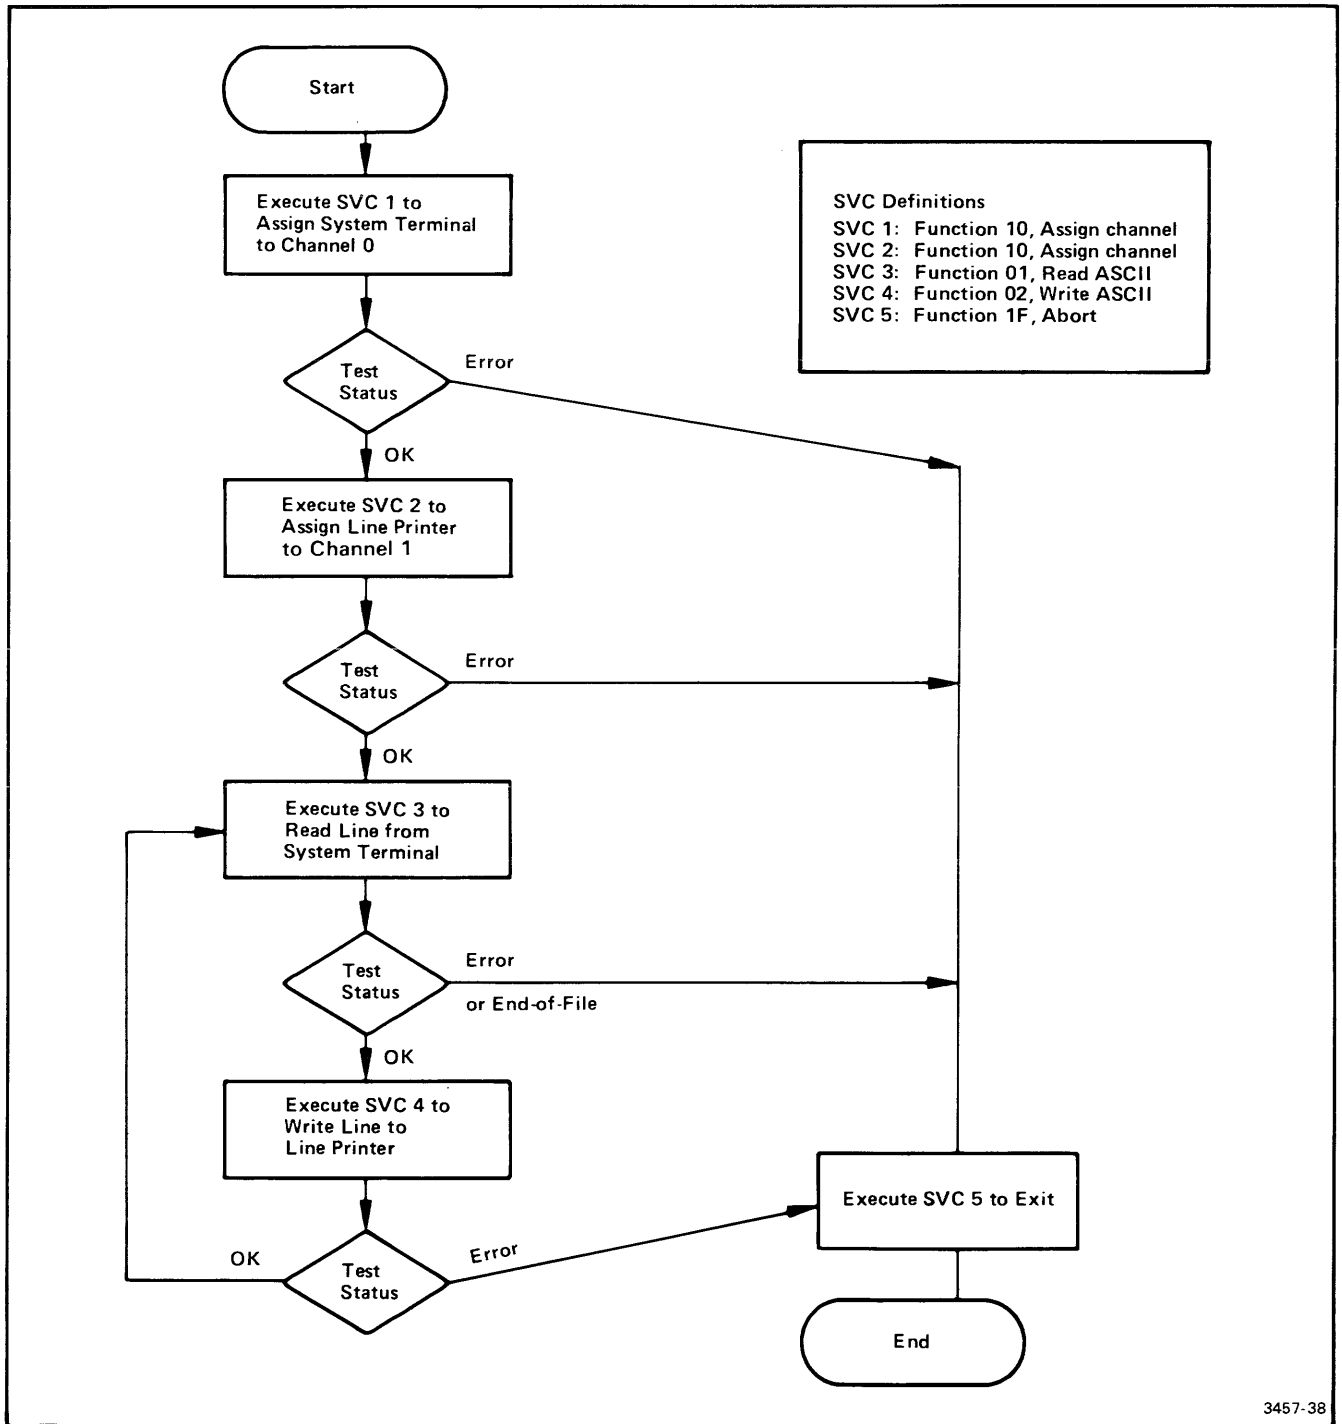 Start
Execute SVC 1 to
Assign System Terminal
to Channel 0
SVC Definitions
SVC 1: Function 10, Assign channel
SVC 2: Function 10, Assign channel
SVC 3: Function 01, Read ASCII
SVC 4: Function 02, Write ASCII
SVC 5: Function 1F, Abort
Test
Status
Error
OK
Execute SVC 2 to
Assign Line Printer
to Channel 1
Test
Status
Error
OK
Execute SVC 3 to
Read Line from
System Terminal
Test
Status
Error
or End-of-File
OK
Execute SVC 4 to
Write Line to
Line Printer
Test
Status
OK
Error
Execute SVC 5 to Exit
End
3457-38